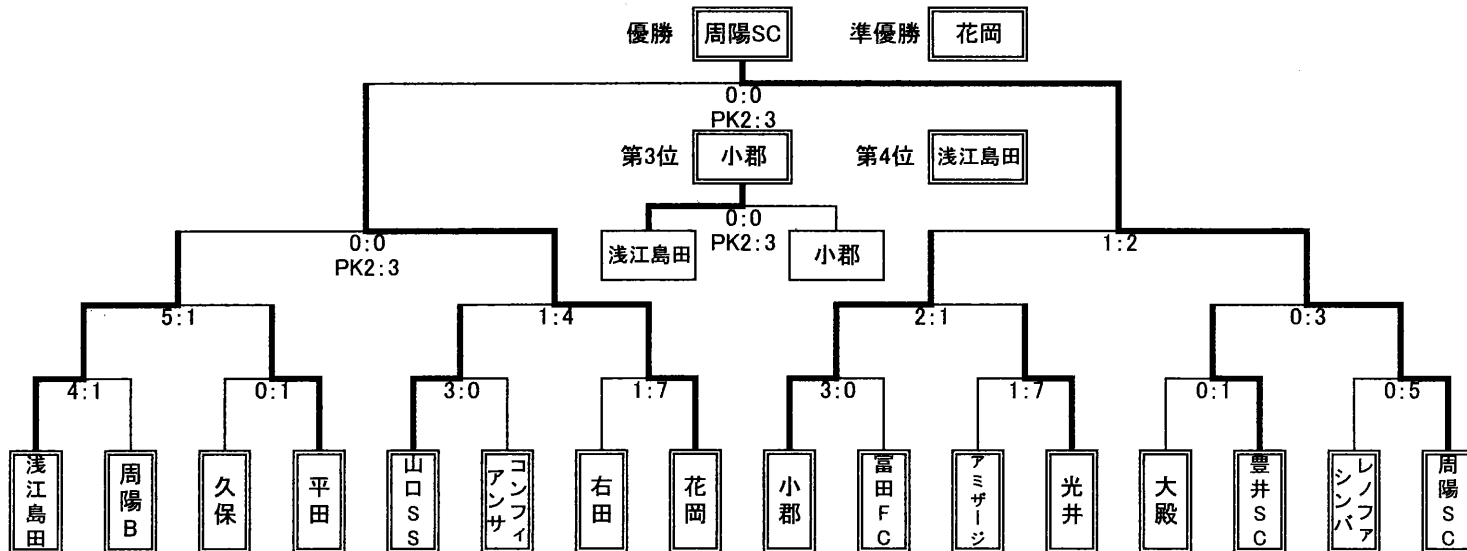 優勝 周陽SC 準優勝 花岡
0:0
PK2:3
第3位 小郡 第4位 浅江島田
0:0
PK2:3
浅江島田 小郡
0:0
PK2:3
1:2
5:1 1:4 2:1 0:3
4:1 0:1 3:0 1:7 3:0 1:7 0:1 0:5
浅江島田
周陽B
久保
平田
山口SS
コンフィ
アンサ
右田
花岡
小郡
富田FC
アミザージ
光井
大殿
豊井SC
レノファ
シンバ
周陽SC